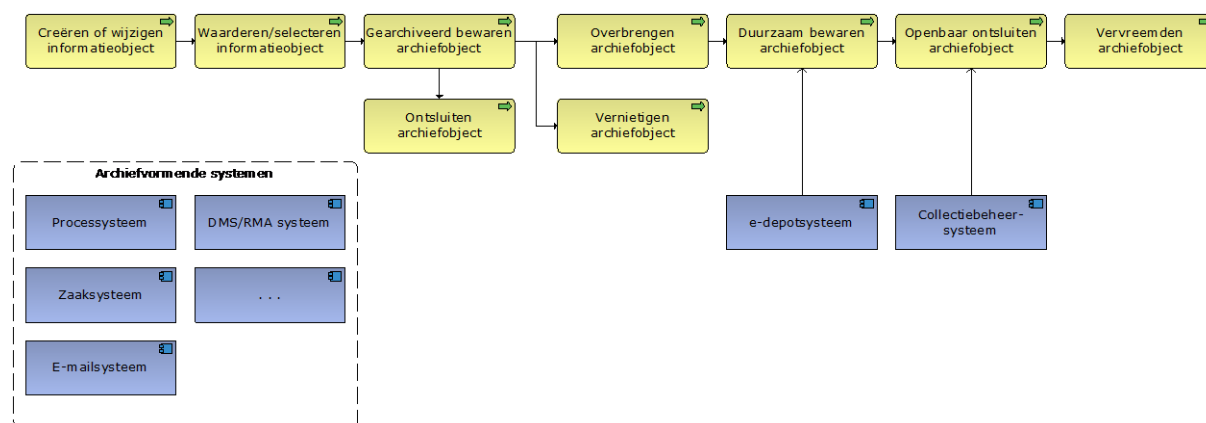 Creëren of wijzigen
informatieobject
Waarderen/selecteren
informatieobject
Gearchiveerd bewaren
archiefobject
Overbrengen
archiefobject
Duurzaam bewaren
archiefobject
Openbaar ontsluiten
archiefobject
Vervreemden
archiefobject
Ontsluiten
archiefobject
Vernietigen
archiefobject
Archiefvormende systemen
Processysteem
DMS/RMA systeem
e-depotsysteem
Collectiebeheer-
systeem
Zaaksysteem
. . .
E-mailsysteem